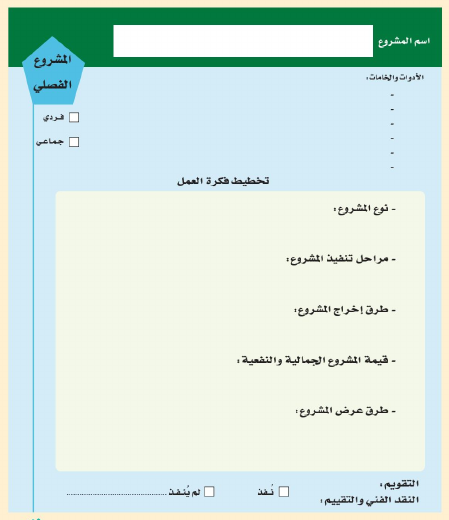 اسم المشروع
المشروع
الفصلي
الأدوات والخامات:
-
-
-
-
-
-
فردي
جماعي
تخطيط فكرة العمل
- نوع المشروع:
- مراحل تنفيذ المشروع:
- طرق إخراج المشروع:
- قيمة المشروع الجمالية والنفعية:
- طرق عرض المشروع:
التقويم:
نُفذ لم يُنفذ ........................................
النقد الفني والتقييم: